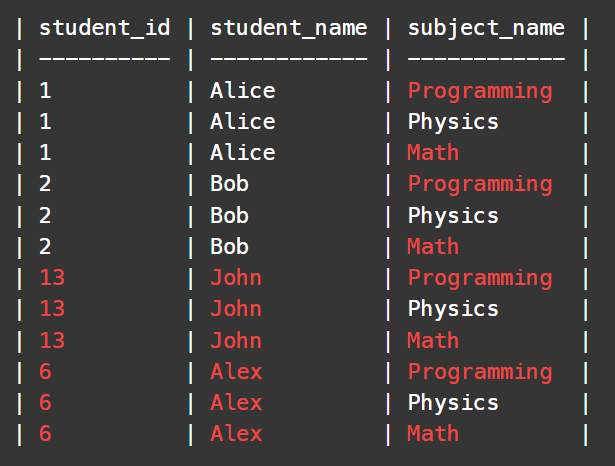 | student_id | student_name | subject_name |
| ---------- | ------------ | ------------ |
| 1          | Alice        | Programming  |
| 1          | Alice        | Physics      |
| 1          | Alice        | Math         |
| 2          | Bob          | Programming  |
| 2          | Bob          | Physics      |
| 2          | Bob          | Math         |
| 13         | John         | Programming  |
| 13         | John         | Physics      |
| 13         | John         | Math         |
| 6          | Alex         | Programming  |
| 6          | Alex         | Physics      |
| 6          | Alex         | Math         |